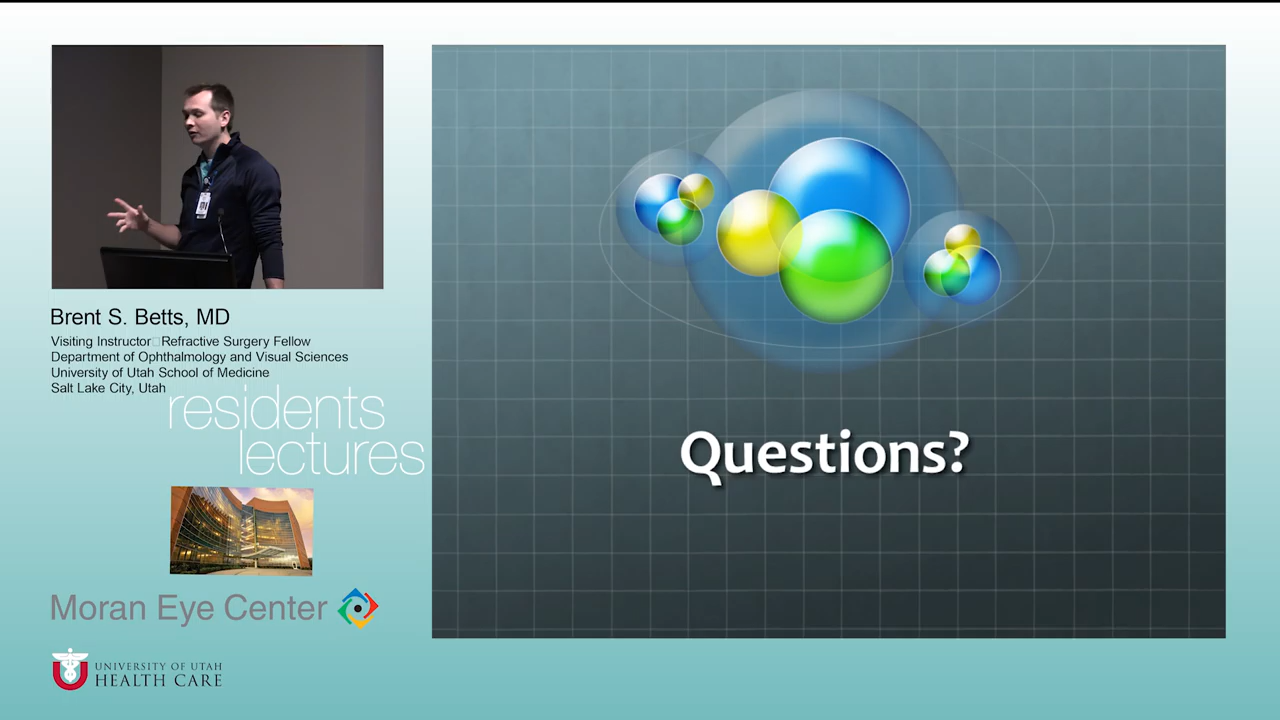 Brent S. Betts, MD
Visiting Instructor Refractive Surgery Fellow
Department of Ophthalmology and Visual Sciences
University of Utah School of Medicine
Salt Lake City, Utah
residents
lectures
Moran Eye Center
UNIVERSITY OF UTAH
HEALTH CARE
Questions?